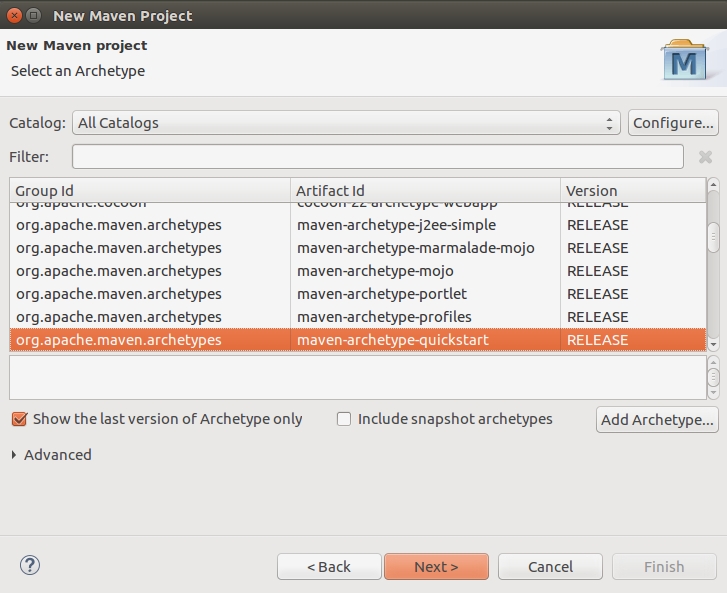 New Maven Project
New Maven project
Select an Archetype
M
Catalog: All Catalogs Configure...
Filter:
Group Id Artifact Id Version
org.apache.cocoon cocoon-22-archetype-webapp RELEASE
org.apache.maven.archetypes maven-archetype-j2ee-simple RELEASE
org.apache.maven.archetypes maven-archetype-marmalade-mojo RELEASE
org.apache.maven.archetypes maven-archetype-mojo RELEASE
org.apache.maven.archetypes maven-archetype-portlet RELEASE
org.apache.maven.archetypes maven-archetype-profiles RELEASE
org.apache.maven.archetypes maven-archetype-quickstart RELEASE
Show the last version of Archetype only Include snapshot archetypes Add Archetype...
Advanced
? < Back Next > Cancel Finish